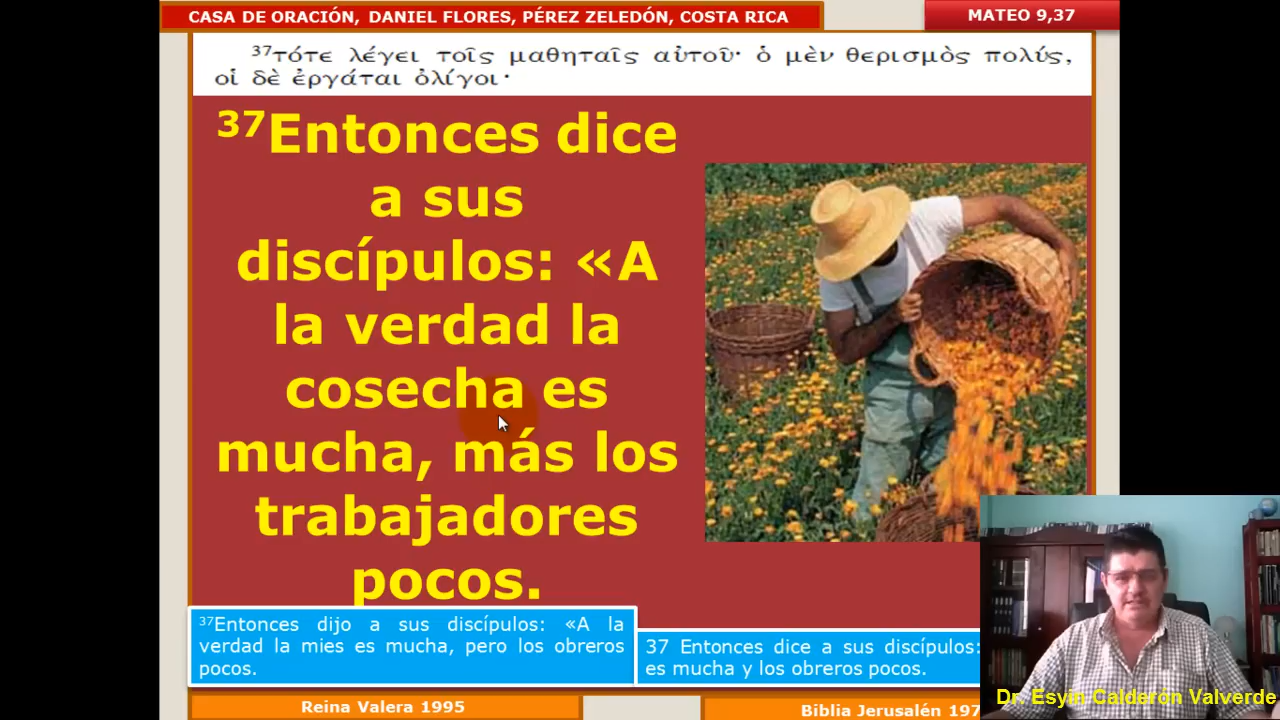 CASA DE ORACIÓN, DANIEL FLORES, PÉREZ ZELEDÓN, COSTA RICA
MATEO 9,37
³⁷τότε λέγει τοῖς μαθηταῖς αὐτοῦ· ὁ μὲν θερισμὸς πολύς,
οἱ δὲ ἐργάται ὀλίγοι·
³⁷Entonces dice
a sus
discípulos: «A
la verdad la
cosecha es
mucha, más los
trabajadores
pocos.
³⁷Entonces dijo a sus discípulos: «A la
verdad la mies es mucha, pero los obreros
pocos.
37 Entonces dice a sus discípulos:
es mucha y los obreros pocos.
Reina Valera 1995
Biblia Jerusalén 197
Dr. Esyin Calderón Valverde